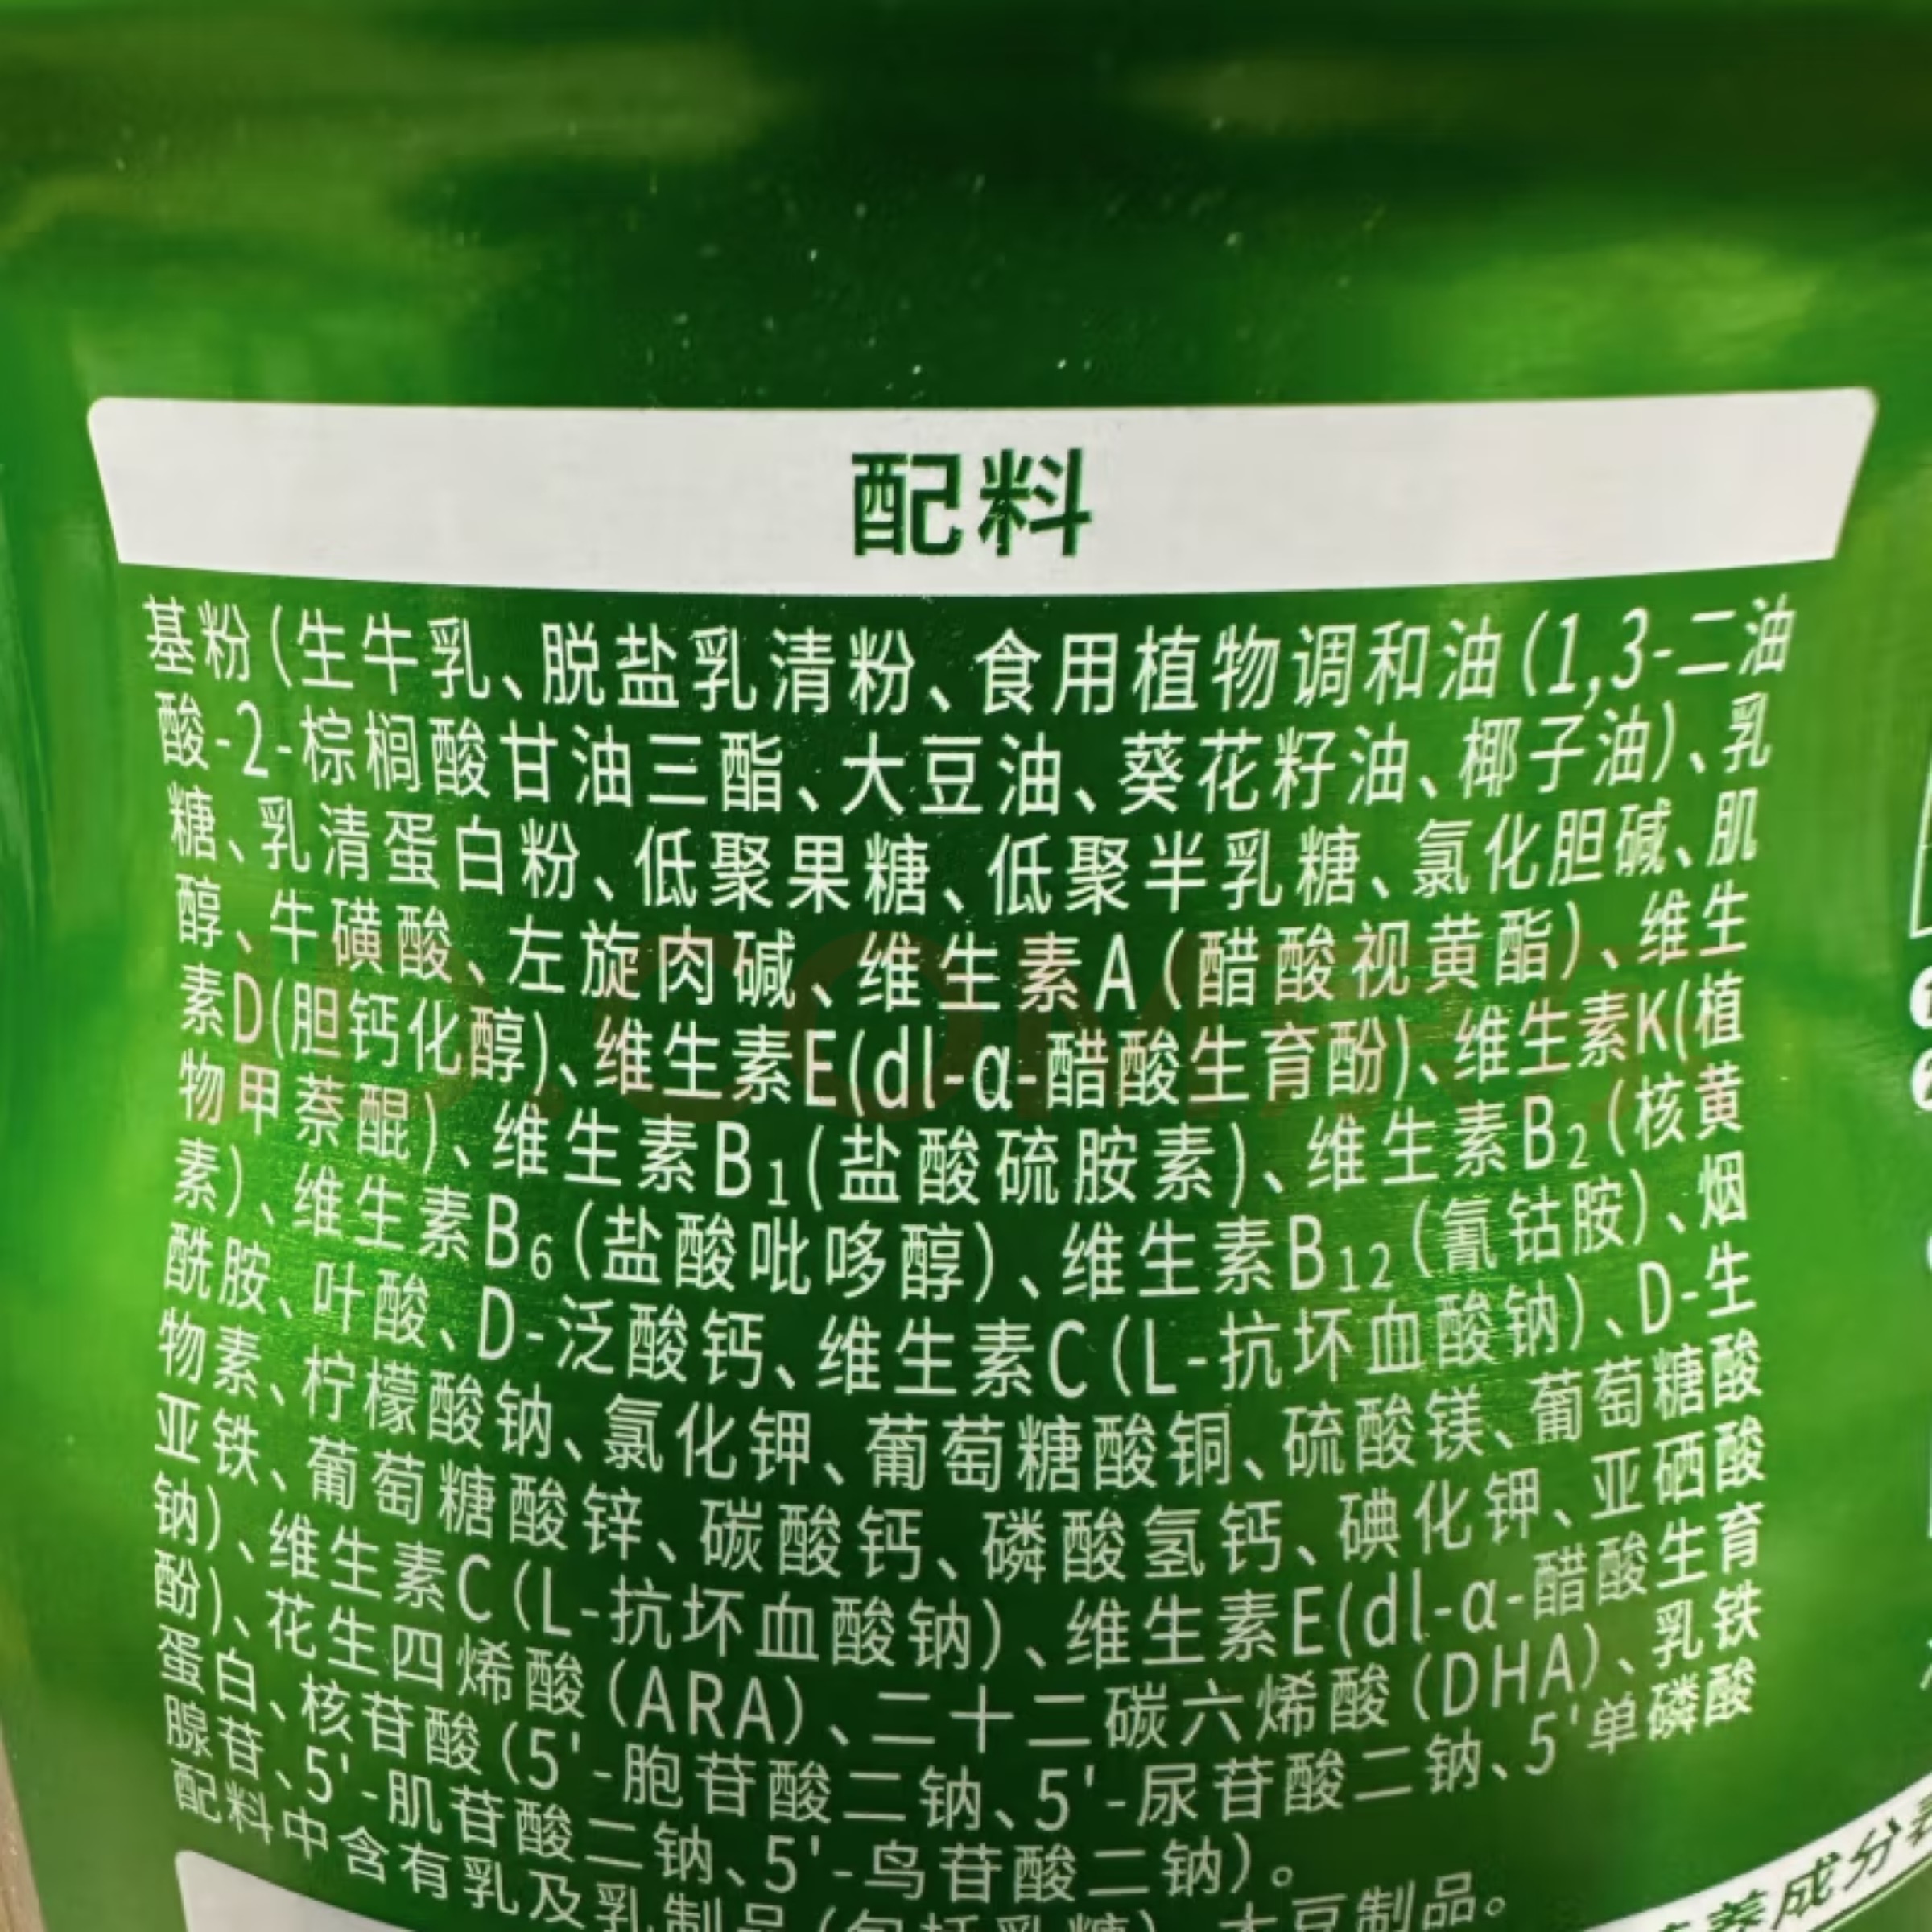 配料
基粉(生牛乳、脱盐乳清粉、食用植物调和油(1,3-二油
酸-2-棕榈酸甘油三酯、大豆油、葵花籽油、椰子油)、乳
糖、乳清蛋白粉、低聚果糖、低聚半乳糖、氯化胆碱、肌
醇、牛磺酸、左旋肉碱、维生素A(醋酸视黄酯)、维生
素D(胆钙化醇)、维生素E(dl-α-醋酸生育酚)、维生素K(植
物甲萘醌)、维生素B₁(盐酸硫胺素)、维生素B₂(核黄
素)、维生素B₆(盐酸吡哆醇)、维生素B₁₂(氰钴胺)、烟
酰胺、叶酸、D-泛酸钙、维生素C(L-抗坏血酸钠)、D-生
物素、柠檬酸钠、氯化钾、葡萄糖酸铜、硫酸镁、葡萄糖酸
亚铁、葡萄糖酸锌、碳酸钙、磷酸氢钙、碘化钾、亚硒酸
钠)、维生素C(L-抗坏血酸钠)、维生素E(dl-α-醋酸生育
酚)、花生四烯酸(ARA)、二十二碳六烯酸(DHA)、乳铁
蛋白、核苷酸(5'-胞苷酸二钠、5'-尿苷酸二钠、5'单磷酸
腺苷、5'-肌苷酸二钠、5'-鸟苷酸二钠)。
配料中含有乳及乳制品(包括乳糖)、大豆制品。
养成分表